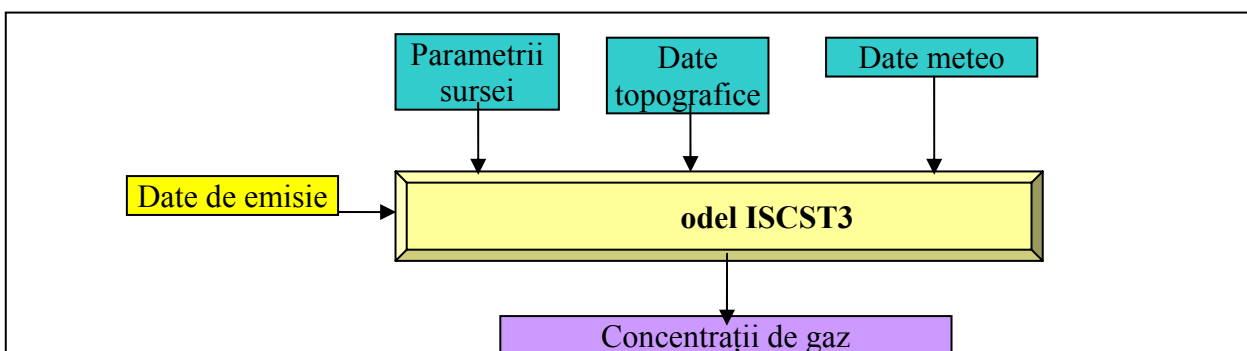 Parametrii
sursei
Date
topografice
Date meteo
Date de emisie
odel ISCST3
Concentrații de gaz